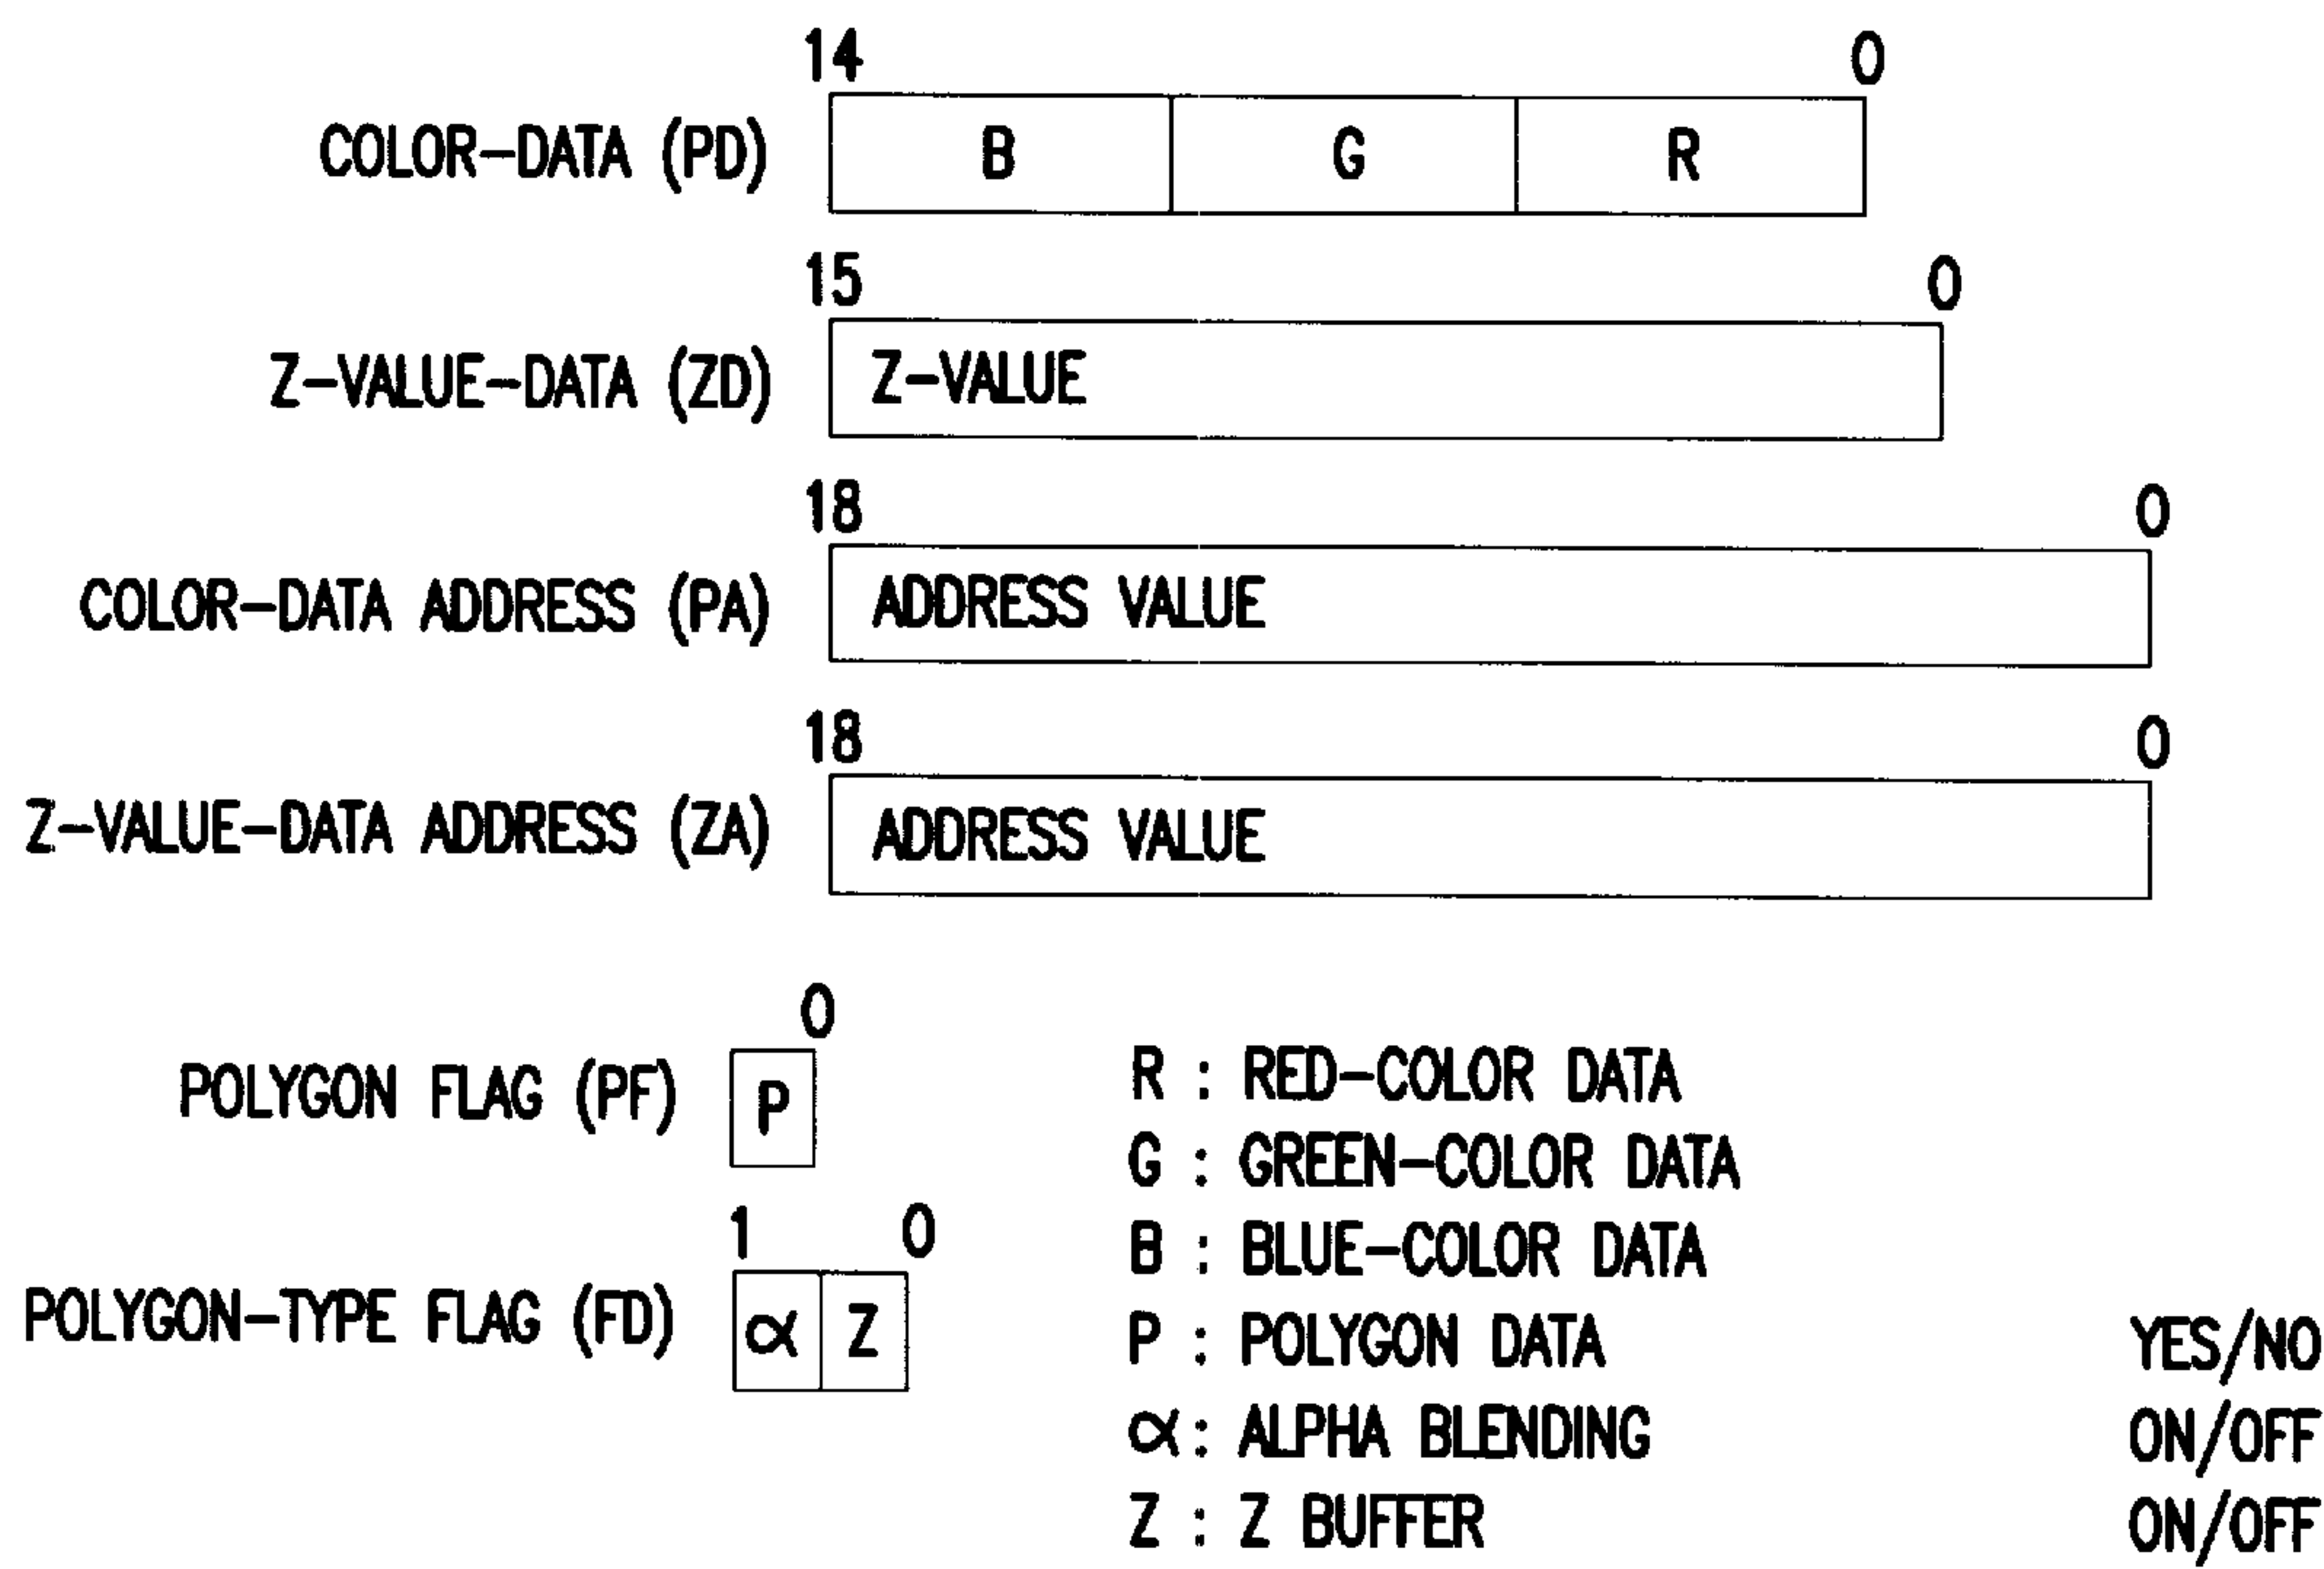 14 0
COLOR-DATA (PD) B G R
15 0
Z-VALUE-DATA (ZD) Z-VALUE
18 0
COLOR-DATA ADDRESS (PA) ADDRESS VALUE
18 0
Z-VALUE-DATA ADDRESS (ZA) ADDRESS VALUE
0
POLYGON FLAG (PF) P
1 0
POLYGON-TYPE FLAG (FD) α Z
R : RED-COLOR DATA
G : GREEN-COLOR DATA
B : BLUE-COLOR DATA
P : POLYGON DATA YES/NO
α : ALPHA BLENDING ON/OFF
Z : Z BUFFER ON/OFF